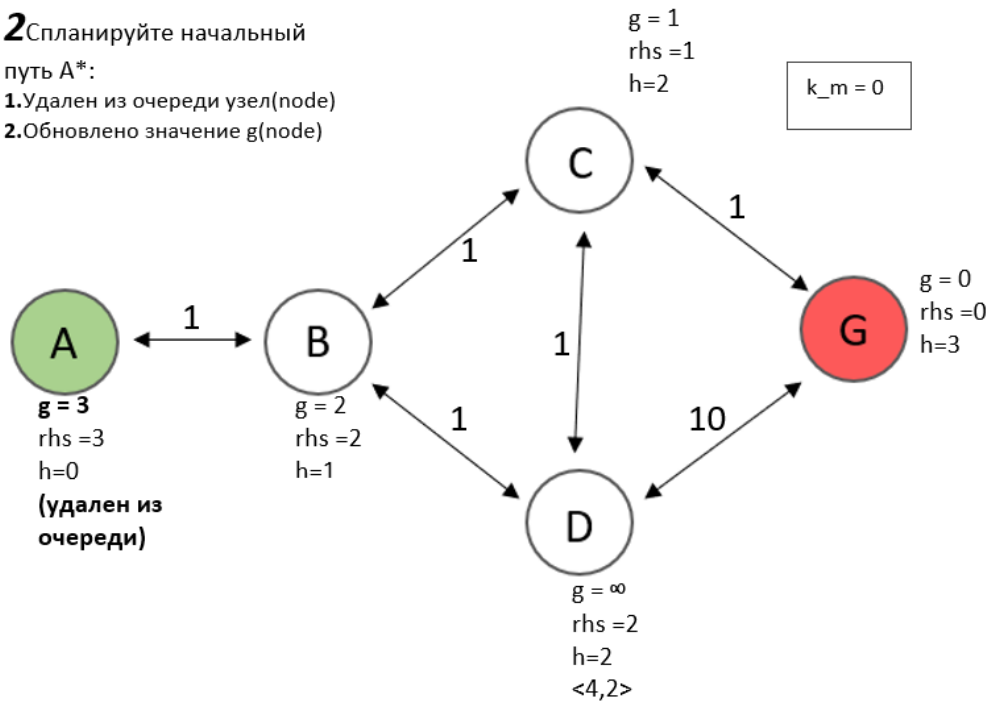 2Спланируйте начальный
путь A*:
1.Удален из очереди узел(node)
2.Обновлено значение g(node)
g = 1
rhs =1
h=2
k_m = 0
C
1
1
A
1
B
1
G
g = 0
rhs =0
h=3
g = 3
rhs =3
h=0
(удален из
очереди)
g = 2
rhs =2
h=1
1
10
D
g = ∞
rhs =2
h=2
<4,2>